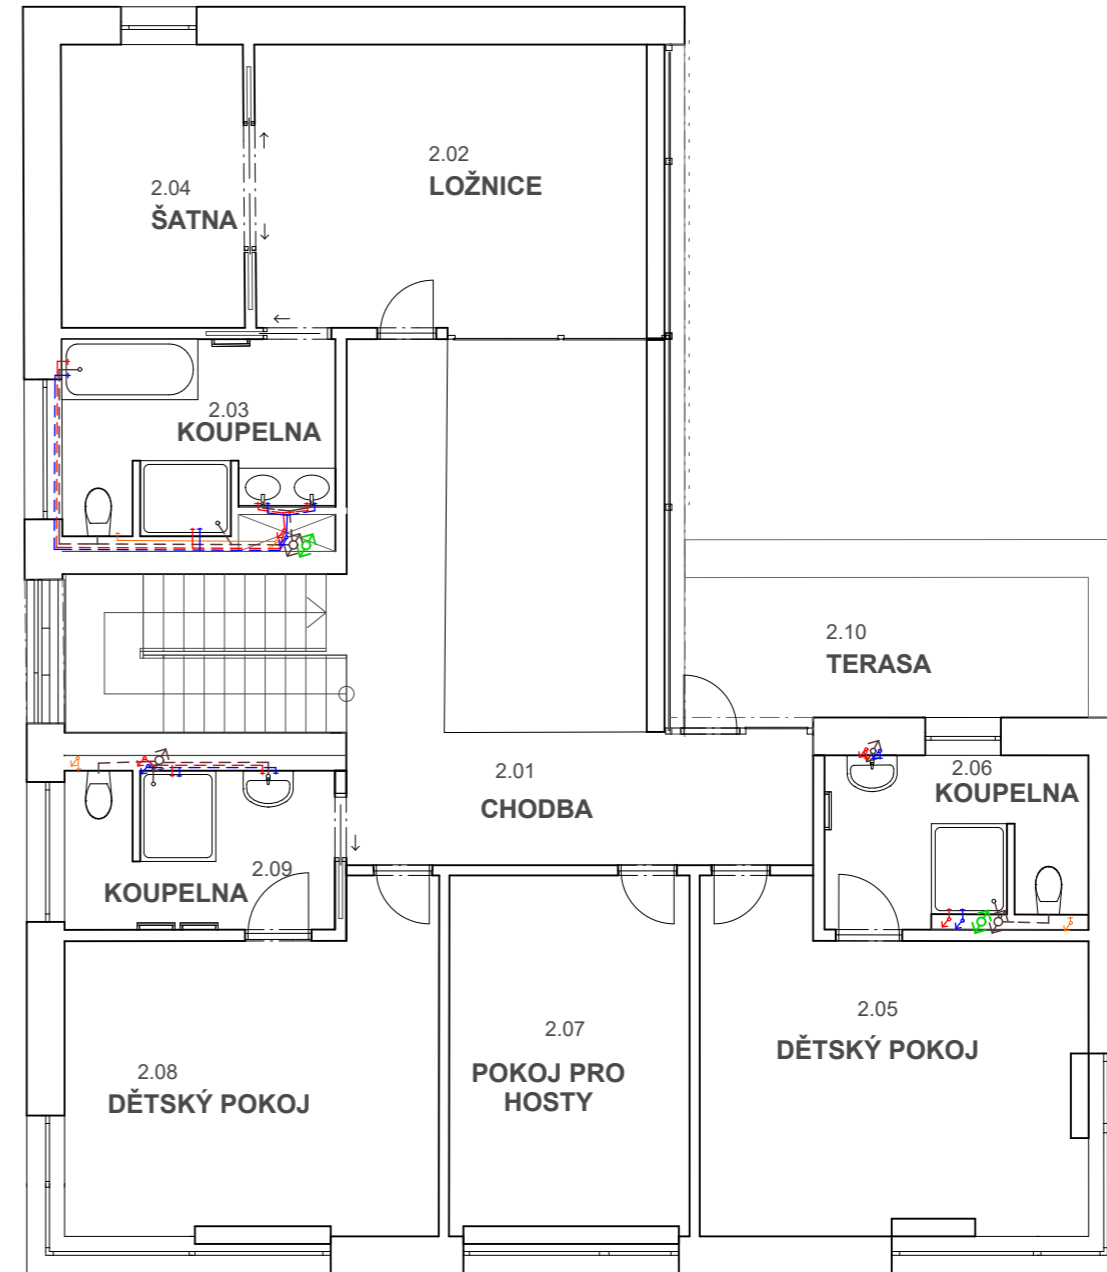 2.02
LOŽNICE
2.04
ŠATNA
2.03
KOUPELNA
2.10
TERASA
2.01
CHODBA
2.06
KOUPELNA
2.09
KOUPELNA
2.05
DĚTSKÝ POKOJ
2.07
POKOJ PRO
HOSTY
2.08
DĚTSKÝ POKOJ